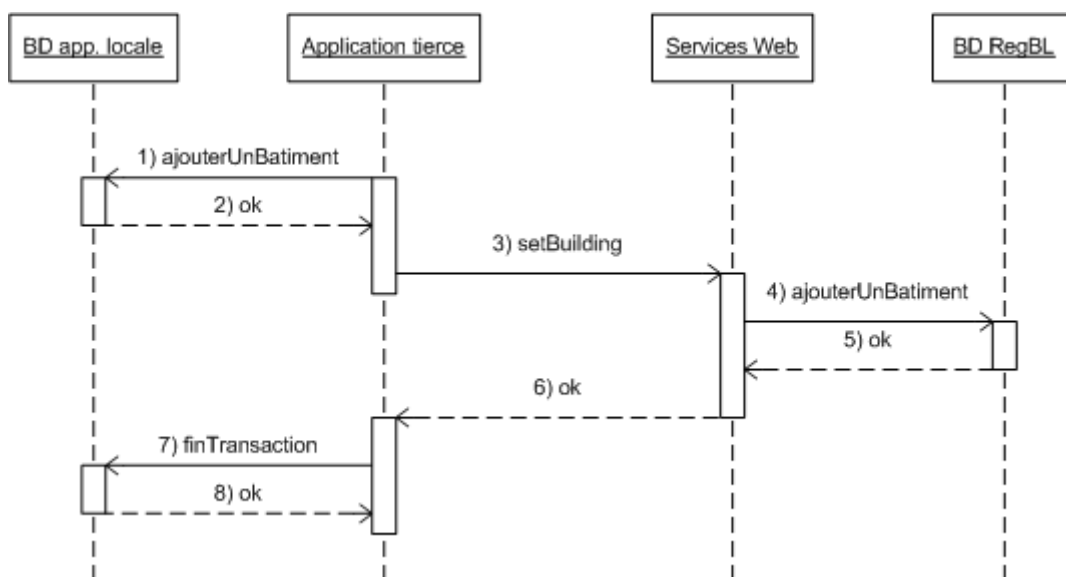 BD app. locale
Application tierce
Services Web
BD RegBL
1) ajouterUnBatiment
2) ok
3) setBuilding
4) ajouterUnBatiment
5) ok
6) ok
7) finTransaction
8) ok